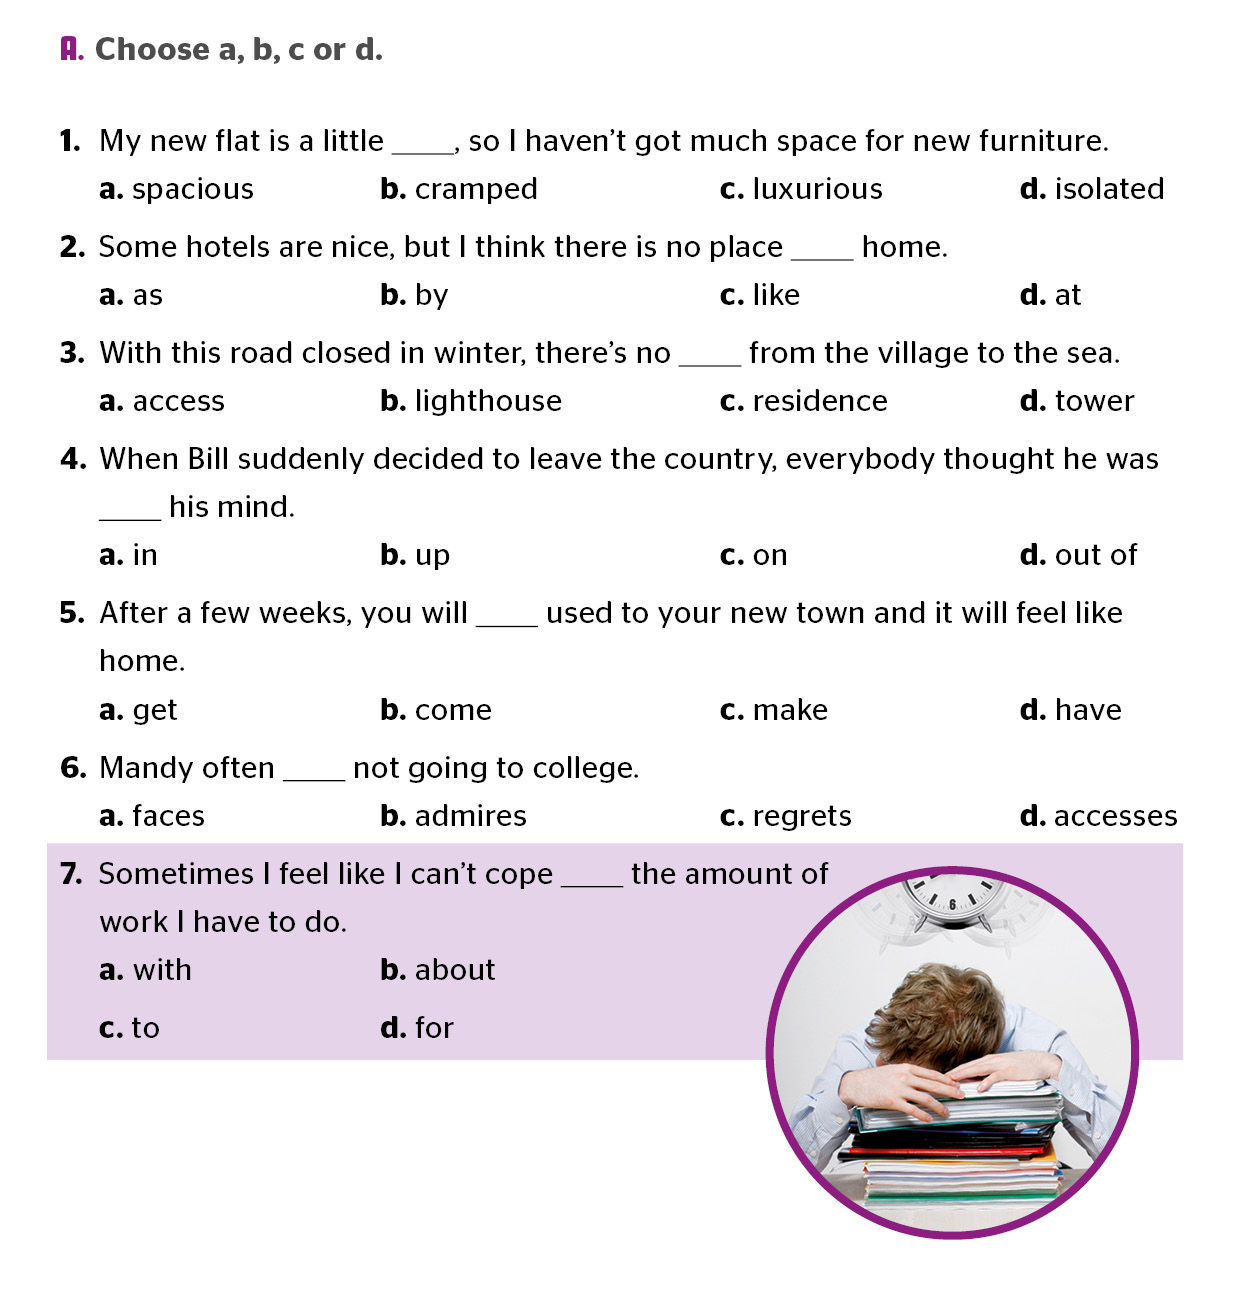 A. Choose a, b, c or d.
1. My new flat is a little ____, so I haven’t got much space for new furniture.
a. spacious b. cramped c. luxurious d. isolated
2. Some hotels are nice, but I think there is no place ____ home.
a. as b. by c. like d. at
3. With this road closed in winter, there’s no ____ from the village to the sea.
a. access b. lighthouse c. residence d. tower
4. When Bill suddenly decided to leave the country, everybody thought he was
____ his mind.
a. in b. up c. on d. out of
5. After a few weeks, you will ____ used to your new town and it will feel like
home.
a. get b. come c. make d. have
6. Mandy often ____ not going to college.
a. faces b. admires c. regrets d. accesses
7. Sometimes I feel like I can’t cope ____ the amount of
work I have to do.
a. with b. about
c. to d. for
6